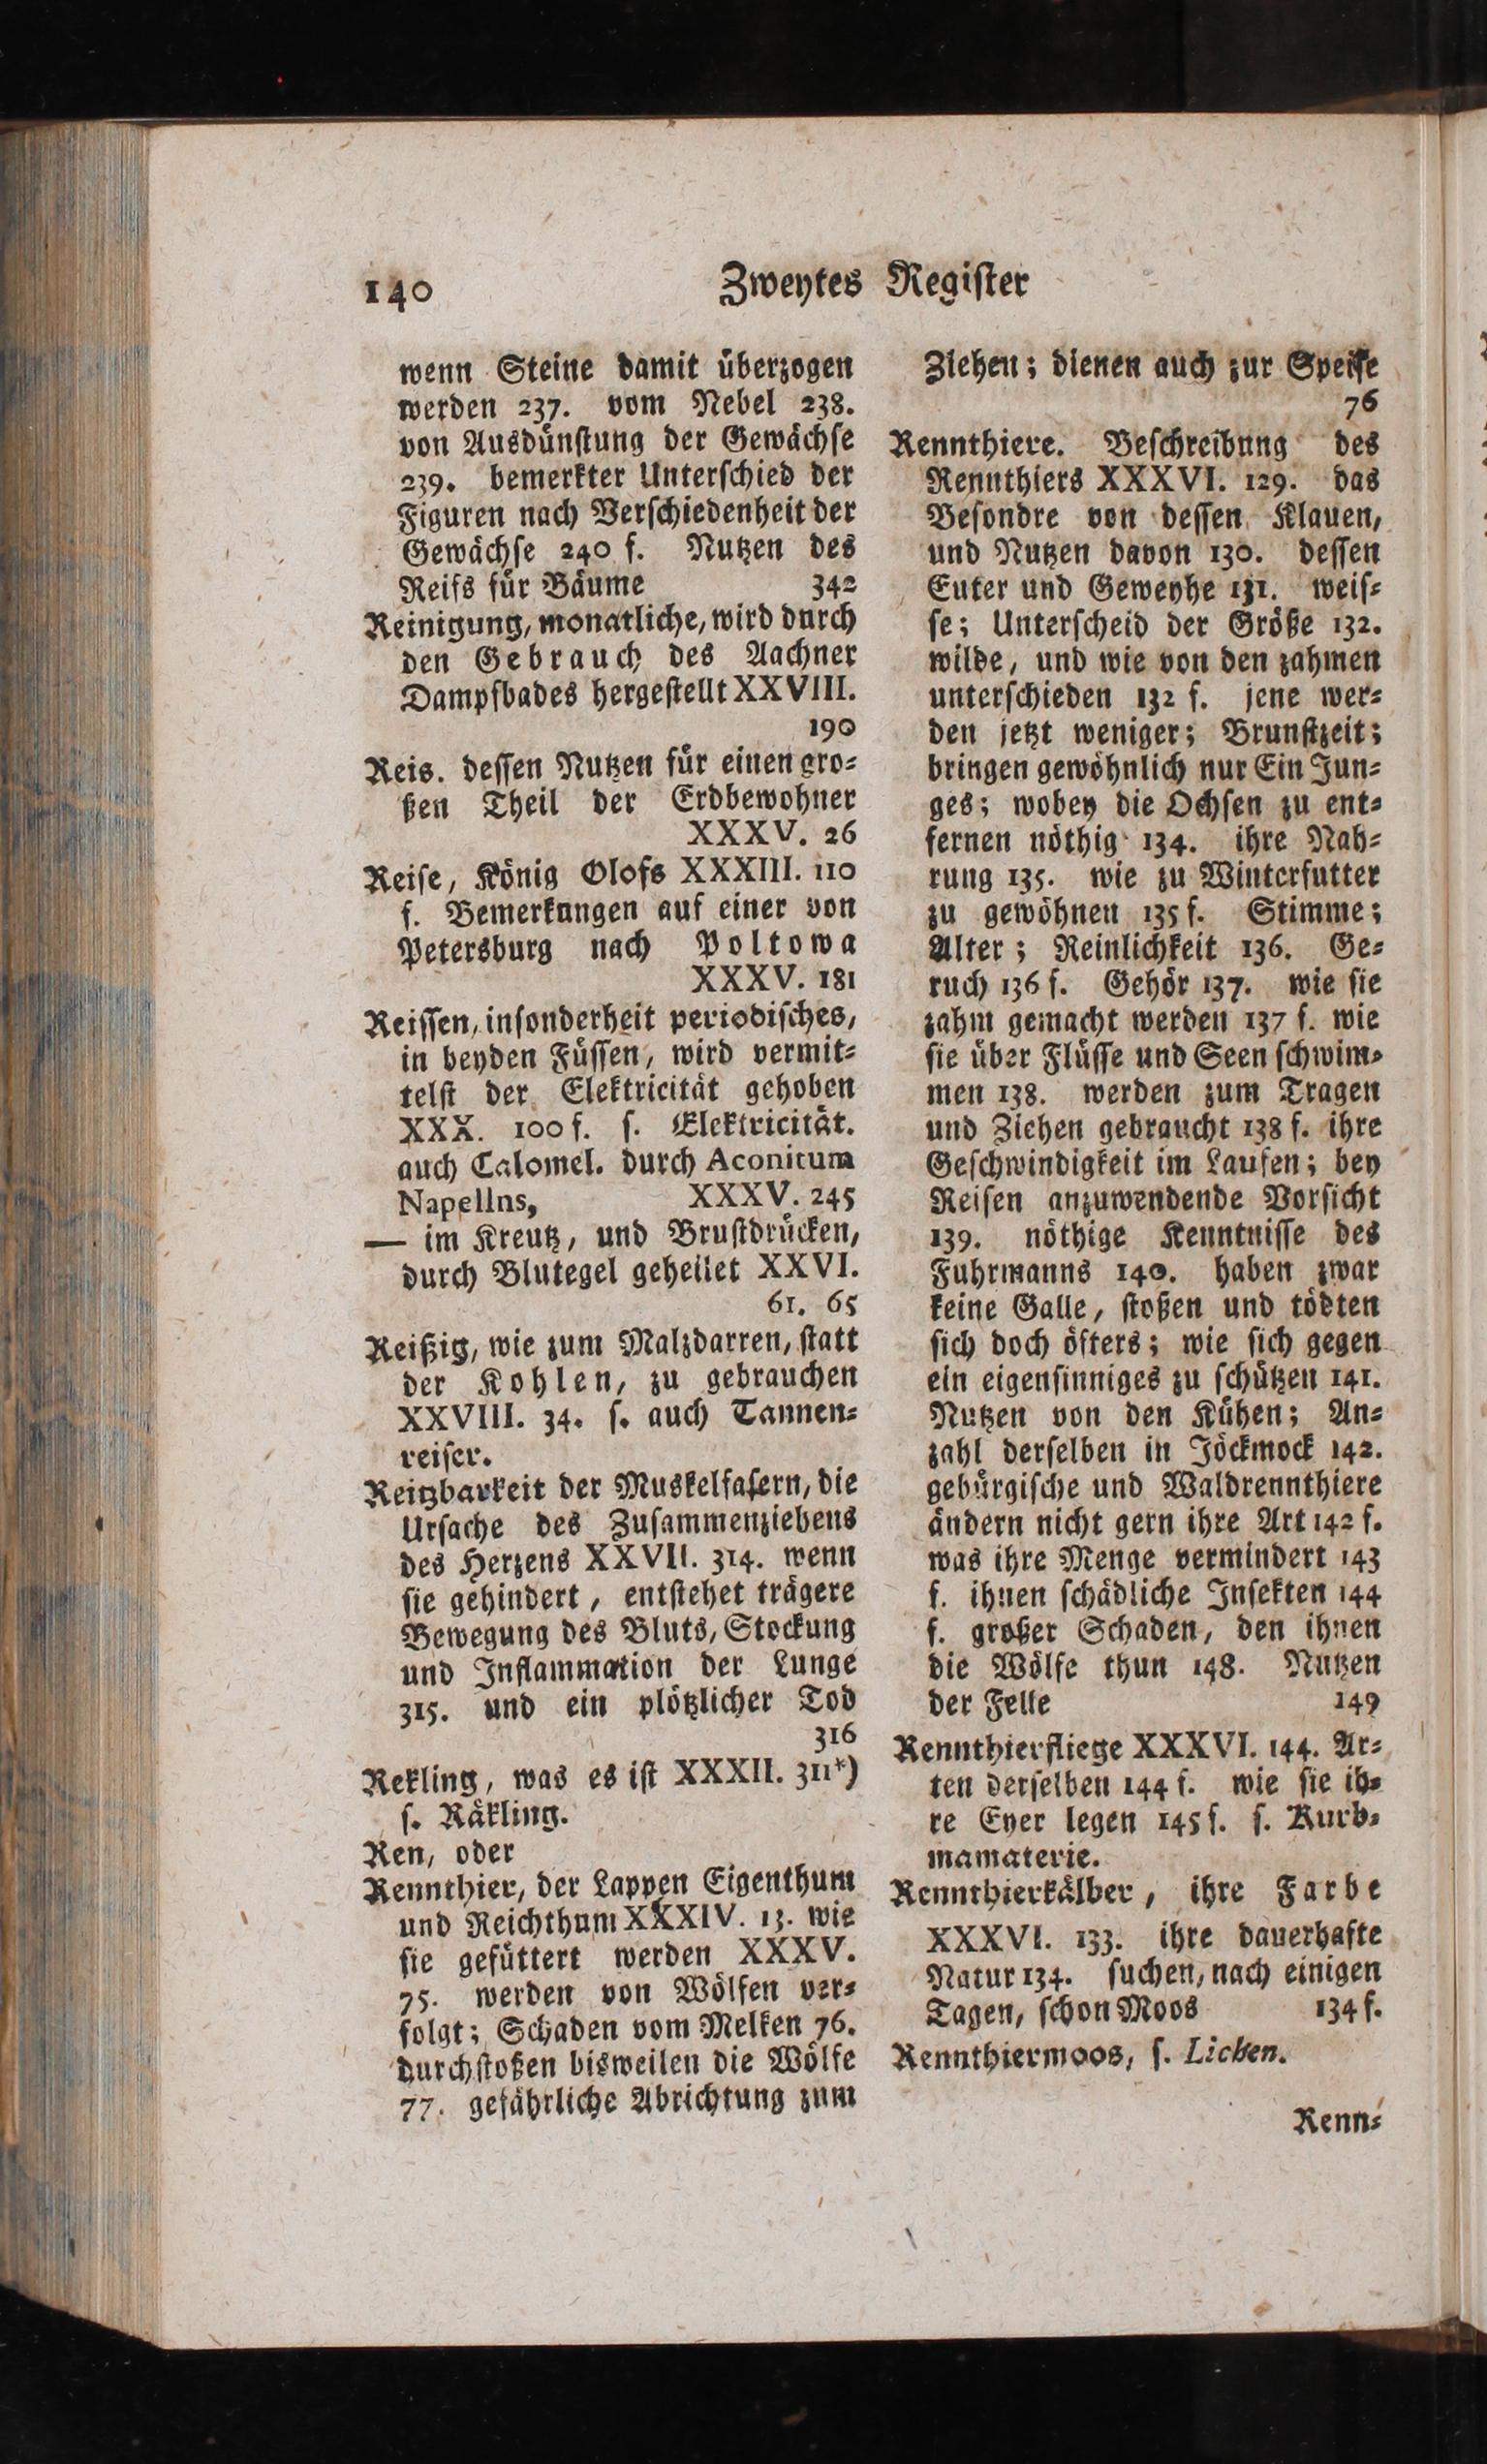 140
Zweytes Regiſter
wenn Steine damit überzogen
werden 237. vom Nebel 238.
von Ausdünſtung der Gewächſe
239. bemerkter Unterſchied der
Figuren nach Verſchiedenheit der
Gewächſe 240 f. Nutzen des
Reifs für Bäume 342
Reinigung, monatliche, wird durch
den Gebrauch des Aachner
Dampfbades hergeſtellt XXVIII.
190
Reis. deſſen Nutzen für einen gro⸗
ßen Theil der Erdbewohner
XXXV. 26
Reiſe, König Olofs XXXIII. 110
f. Bemerkungen auf einer von
Petersburg nach Poltowa
XXXV. 181
Reiſſen, inſonderheit periodiſches,
in beyden Füſſen, wird vermit⸗
telſt der Elektricität gehoben
XXX. 100 f. ſ. Elektricität.
auch Calomel. durch Aconitum
Napellns, XXXV. 245
— im Kreutz, und Bruſtdrücken,
durch Blutegel geheilet XXVI.
61. 65
Reißig, wie zum Malzdarren, ſtatt
der Kohlen, zu gebrauchen
XXVIII. 34. ſ. auch Tannen⸗
reiſer.
Reitzbarkeit der Muskelfaſern, die
Urſache des Zuſammenziehens
des Herzens XXVII. 314. wenn
ſie gehindert, entſtehet trägere
Bewegung des Bluts, Stockung
und Inflammation der Lunge
315. und ein plötzlicher Tod
316
Rekling, was es iſt XXXII. 311*)
ſ. Räkling.
Ren, oder
Rennthier, der Lappen Eigenthum
und Reichthum XXXIV. 13. wie
ſie gefüttert werden XXXV.
75. werden von Wölfen ver⸗
folgt; Schaden vom Melken 76.
durchſtoßen bisweilen die Wölfe
77. gefährliche Abrichtung zum
Ziehen; dienen auch zur Speiſe
76
Rennthiere. Beſchreibung des
Rennthiers XXXVI. 129. das
Beſondre von deſſen Klauen,
und Nutzen davon 130. deſſen
Euter und Geweyhe 131. weiſ⸗
ſe; Unterſcheid der Größe 132.
wilde, und wie von den zahmen
unterſchieden 132 f. jene wer⸗
den jetzt weniger; Brunſtzeit;
bringen gewöhnlich nur Ein Jun⸗
ges; wobey die Ochſen zu ent⸗
fernen nöthig 134. ihre Nah⸗
rung 135. wie zu Winterfutter
zu gewöhnen 135 f. Stimme;
Alter; Reinlichkeit 136. Ge⸗
ruch 136 f. Gehör 137. wie ſie
zahm gemacht werden 137 f. wie
ſie über Flüſſe und Seen ſchwim⸗
men 138. werden zum Tragen
und Ziehen gebraucht 138 f. ihre
Geſchwindigkeit im Laufen; bey
Reiſen anzuwendende Vorſicht
139. nöthige Kenntniſſe des
Fuhrmanns 140. haben zwar
keine Galle, ſtoßen und tödten
ſich doch öfters; wie ſich gegen
ein eigenſinniges zu ſchützen 141.
Nutzen von den Kühen; An⸗
zahl derſelben in Jöckmock 142.
gebürgiſche und Waldrennthiere
ändern nicht gern ihre Art 142 f.
was ihre Menge vermindert 143
f. ihnen ſchädliche Inſekten 144
f. großer Schaden, den ihnen
die Wölfe thun 148. Nutzen
der Felle 149
Rennthierfliege XXXVI. 144. Ar⸗
ten derſelben 144 f. wie ſie ih⸗
re Eyer legen 145 f. ſ. Kurb⸗
mamaterie.
Rennthierkälber, ihre Farbe
XXXVI. 133. ihre dauerhafte
Natur 134. ſuchen, nach einigen
Tagen, ſchon Moos 134 f.
Rennthiermoos, ſ. Lichen.
Renn⸗